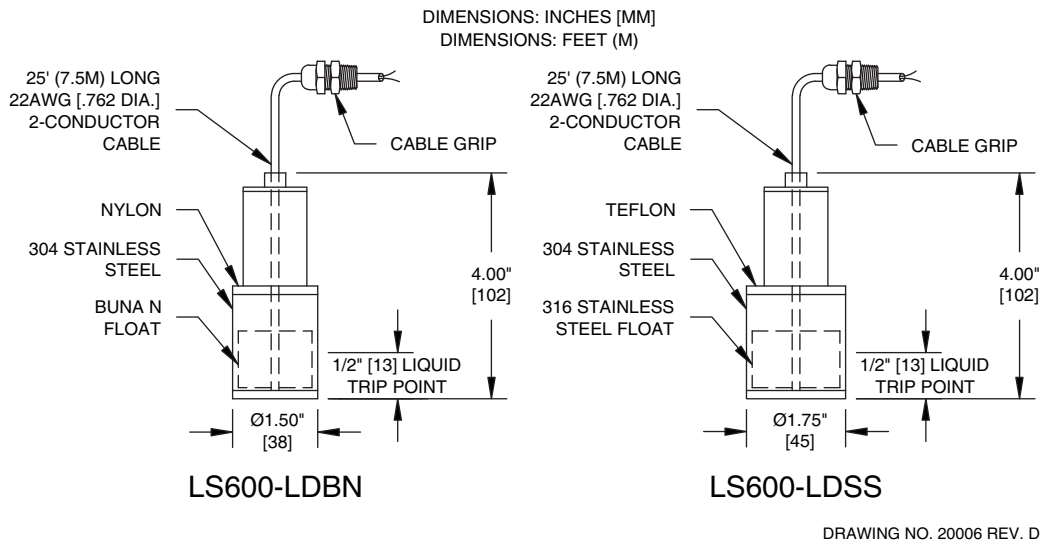 DIMENSIONS: INCHES [MM]
DIMENSIONS: FEET (M)
25' (7.5M) LONG
22AWG [.762 DIA.]
2-CONDUCTOR
CABLE
CABLE GRIP
NYLON
304 STAINLESS
STEEL
BUNA N
FLOAT
4.00"
[102]
1/2" [13] LIQUID
TRIP POINT
Ø1.50"
[38]
LS600-LDBN
25' (7.5M) LONG
22AWG [.762 DIA.]
2-CONDUCTOR
CABLE
CABLE GRIP
TEFLON
304 STAINLESS
STEEL
316 STAINLESS
STEEL FLOAT
4.00"
[102]
1/2" [13] LIQUID
TRIP POINT
Ø1.75"
[45]
LS600-LDSS
DRAWING NO. 20006 REV. D